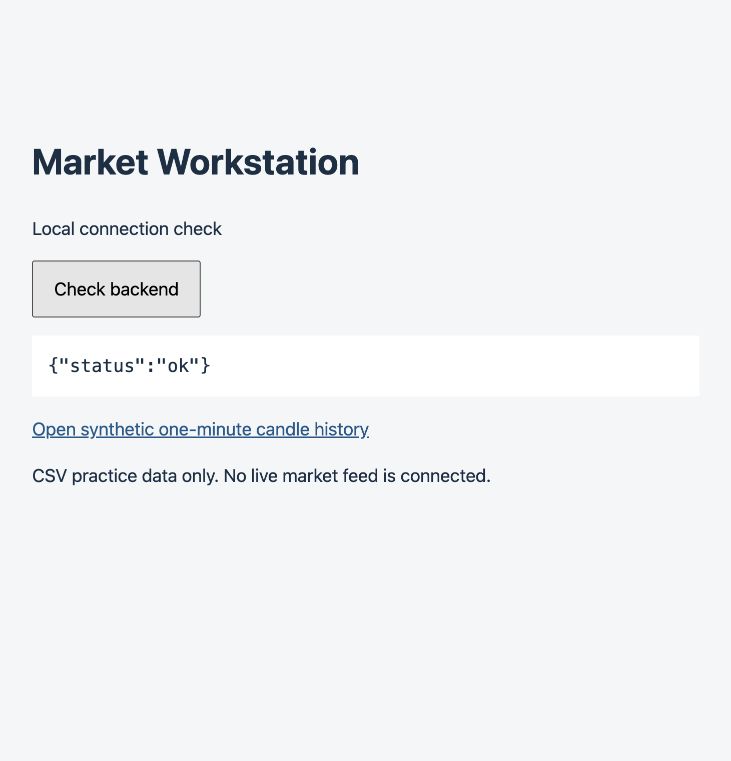 Market Workstation
Local connection check
Check backend
{"status":"ok"}
Open synthetic one-minute candle history
CSV practice data only. No live market feed is connected.